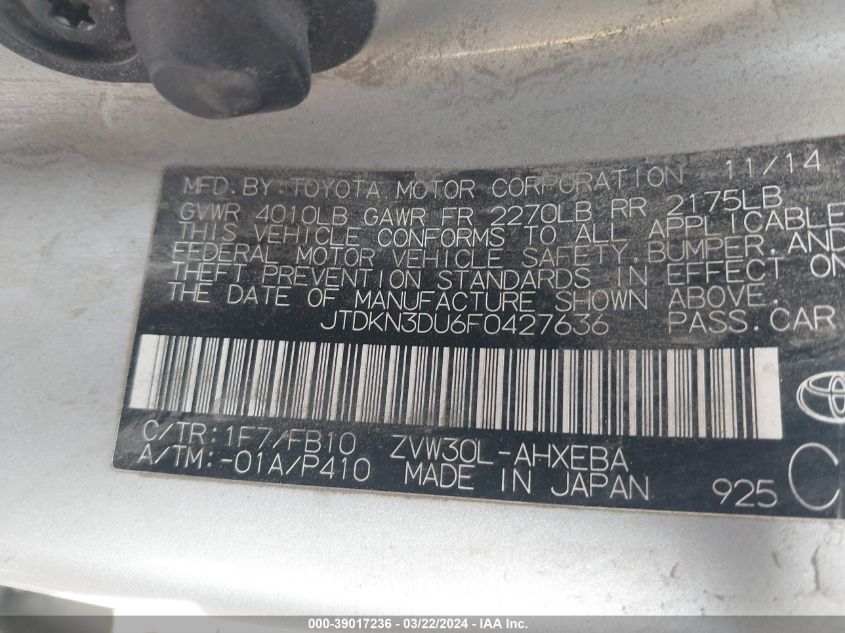 MFD. BY: TOYOTA MOTOR CORPORATION 11/14
GVWR 4010LB GAWR FR 2270LB RR 2175LB
THIS VEHICLE CONFORMS TO ALL APPLICABLE
FEDERAL MOTOR VEHICLE SAFETY, BUMPER, AND
THEFT PREVENTION STANDARDS IN EFFECT ON
THE DATE OF MANUFACTURE SHOWN ABOVE.
JTDKN3DU6F0427636 PASS. CAR
C/TR: 1F7/FB10 ZVW30L-AHXEBA
A/TM: -01A/P410 MADE IN JAPAN 925 C
000-39017236 - 03/22/2024 - IAA Inc.